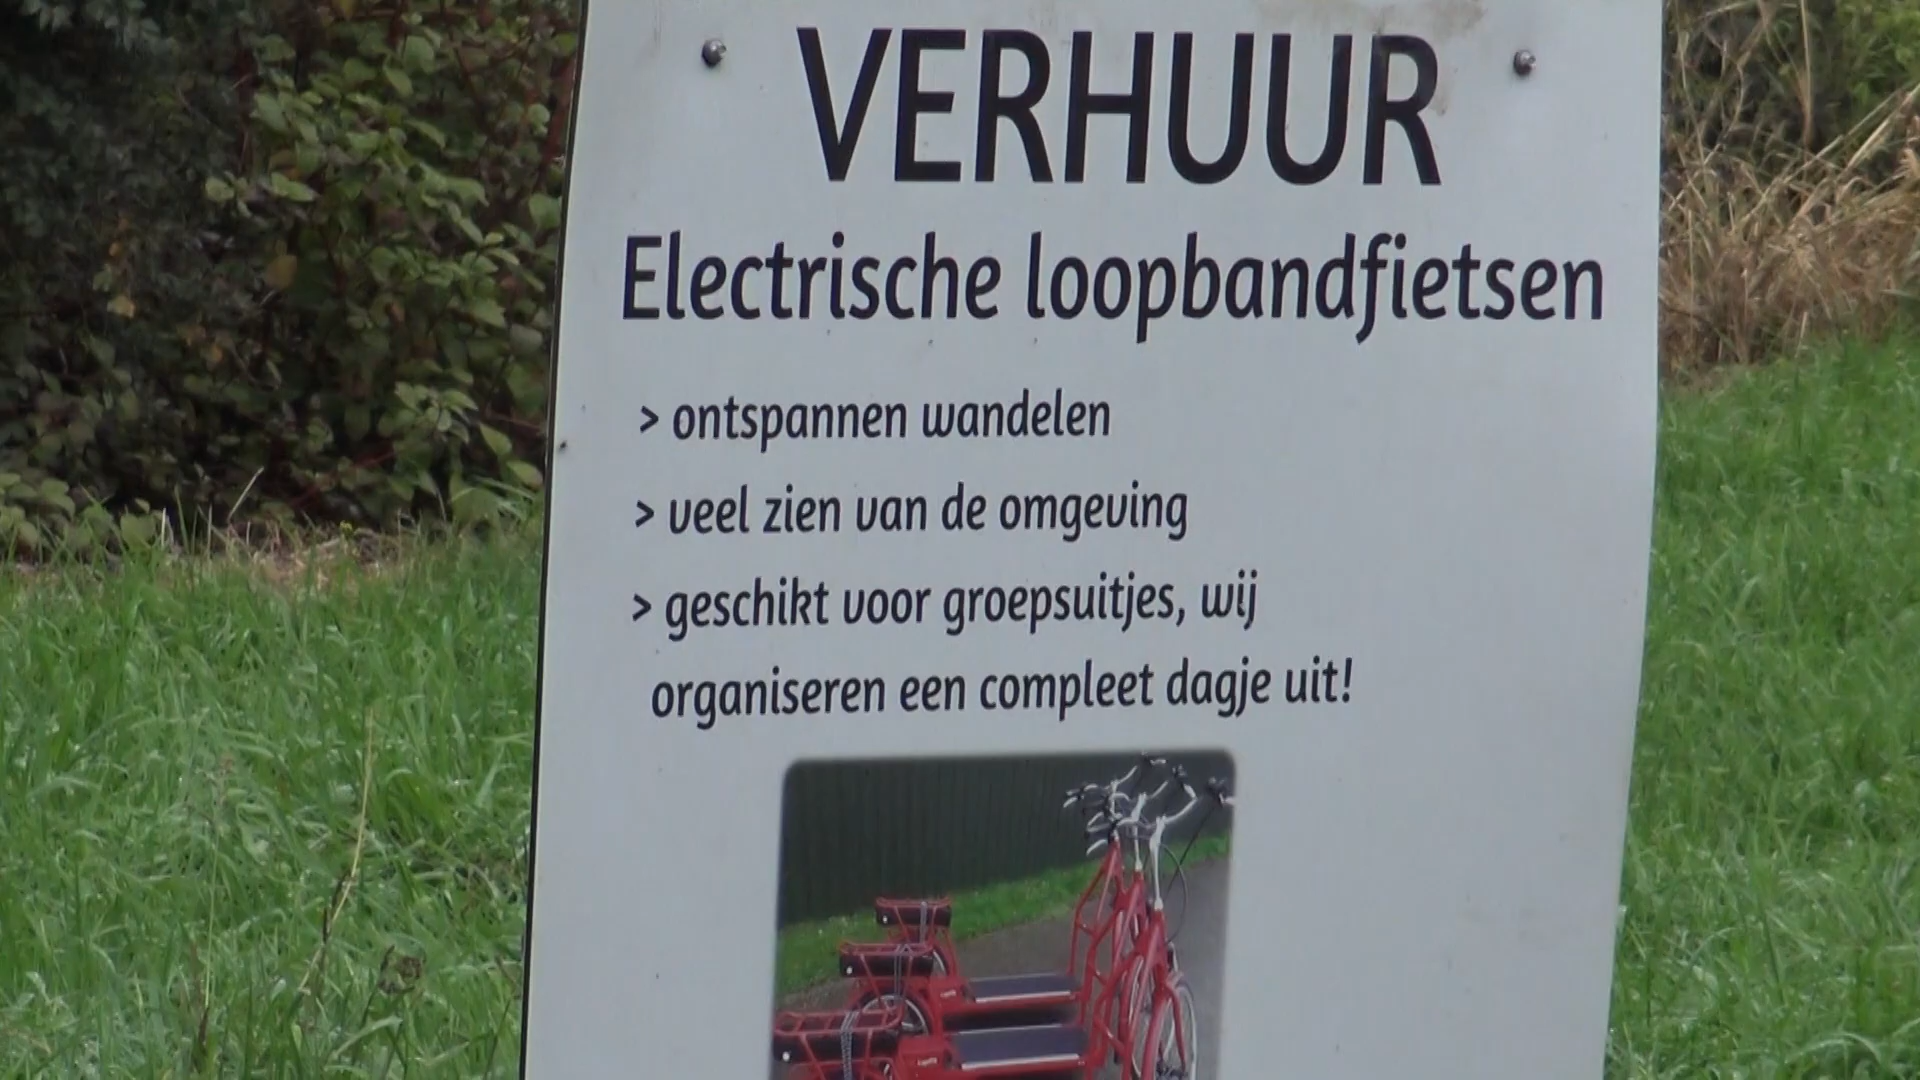 VERHUUR
Electrische loopbandfietsen
> ontspannen wandelen
> veel zien van de omgeving
> geschikt voor groepsuitjes, wij
organiseren een compleet dagje uit!